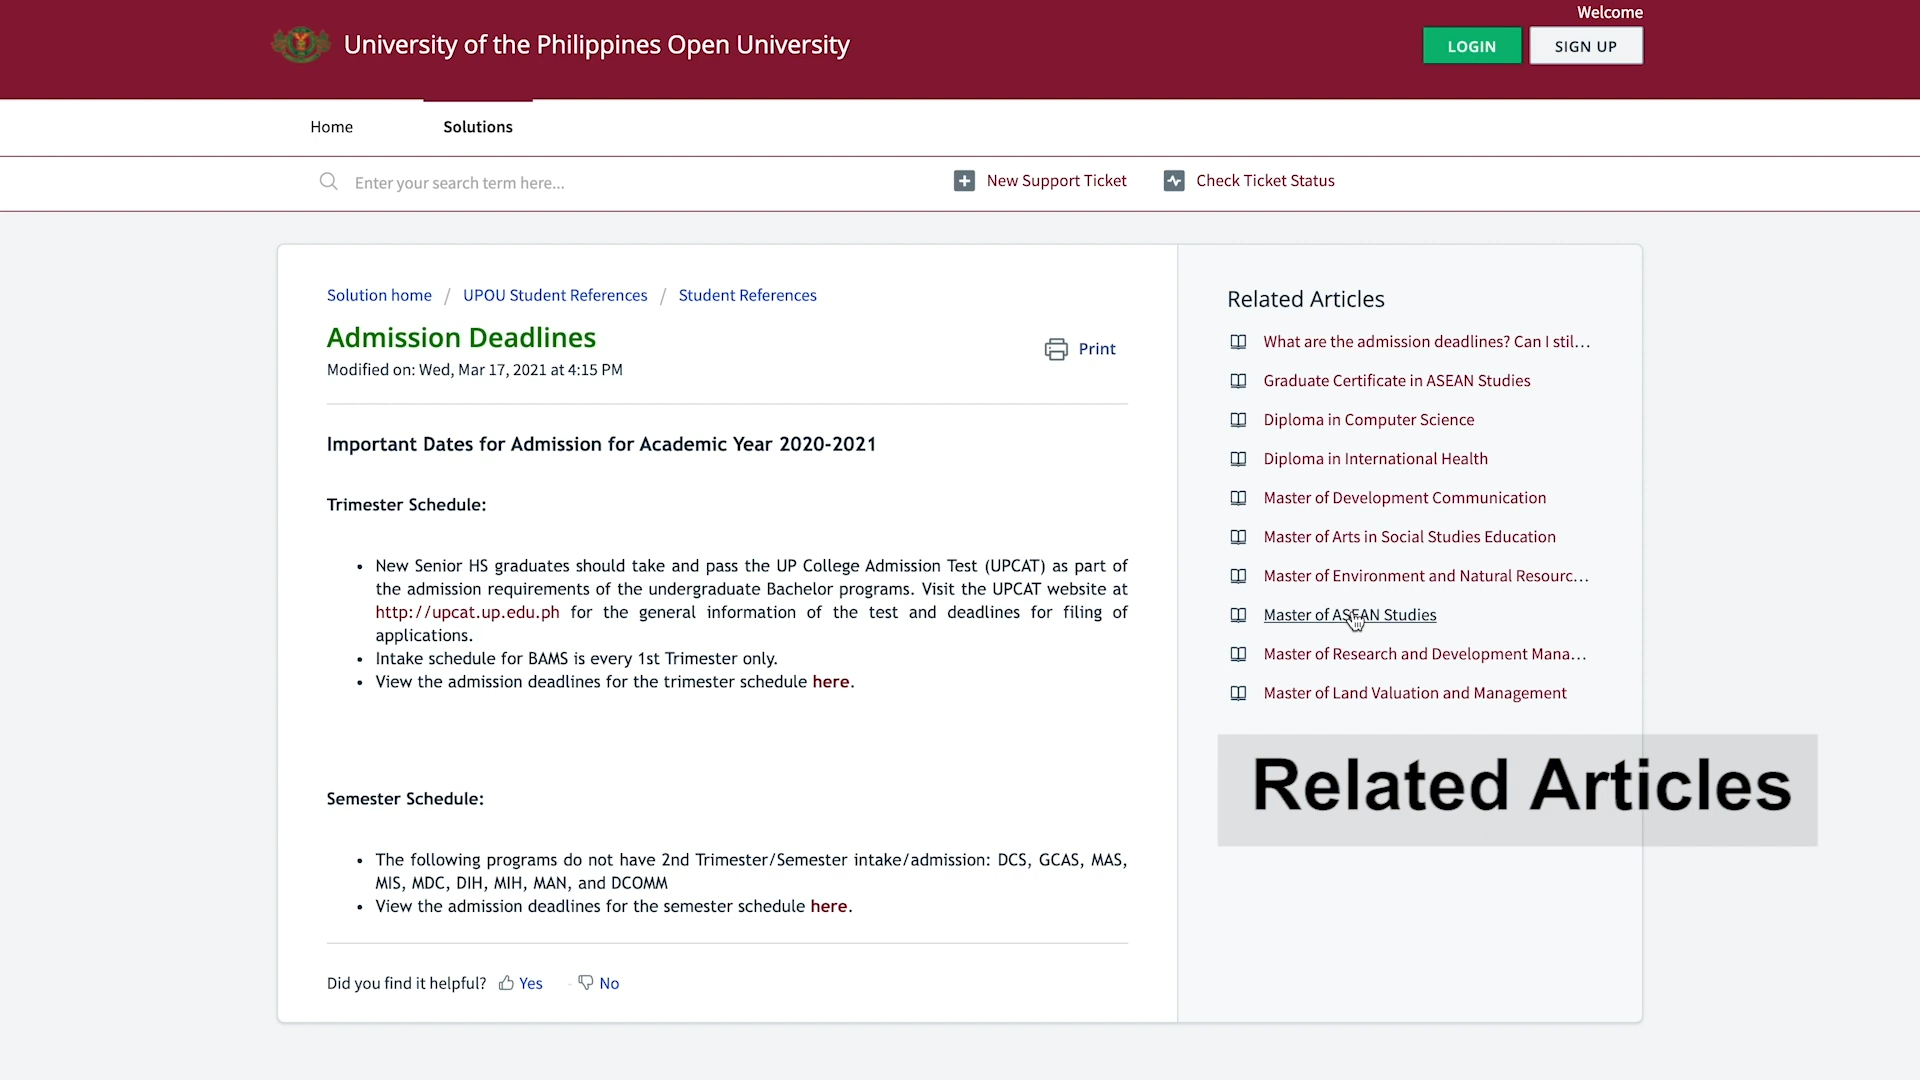 Welcome
University of the Philippines Open University
LOGIN
SIGN UP
Home
Solutions
Enter your search term here...
New Support Ticket
Check Ticket Status
Solution home / UPOU Student References / Student References
Admission Deadlines
Print
Modified on: Wed, Mar 17, 2021 at 4:15 PM
Important Dates for Admission for Academic Year 2020-2021
Trimester Schedule:
• New Senior HS graduates should take and pass the UP College Admission Test (UPCAT) as part of
the admission requirements of the undergraduate Bachelor programs. Visit the UPCAT website at
http://upcat.up.edu.ph for the general information of the test and deadlines for filing of
applications.
• Intake schedule for BAMS is every 1st Trimester only.
• View the admission deadlines for the trimester schedule here.
Semester Schedule:
• The following programs do not have 2nd Trimester/Semester intake/admission: DCS, GCAS, MAS,
MIS, MDC, DIH, MIH, MAN, and DCOMM
• View the admission deadlines for the semester schedule here.
Did you find it helpful? Yes - No
Related Articles
What are the admission deadlines? Can I stil...
Graduate Certificate in ASEAN Studies
Diploma in Computer Science
Diploma in International Health
Master of Development Communication
Master of Arts in Social Studies Education
Master of Environment and Natural Resourc...
Master of ASEAN Studies
Master of Research and Development Mana...
Master of Land Valuation and Management
Related Articles